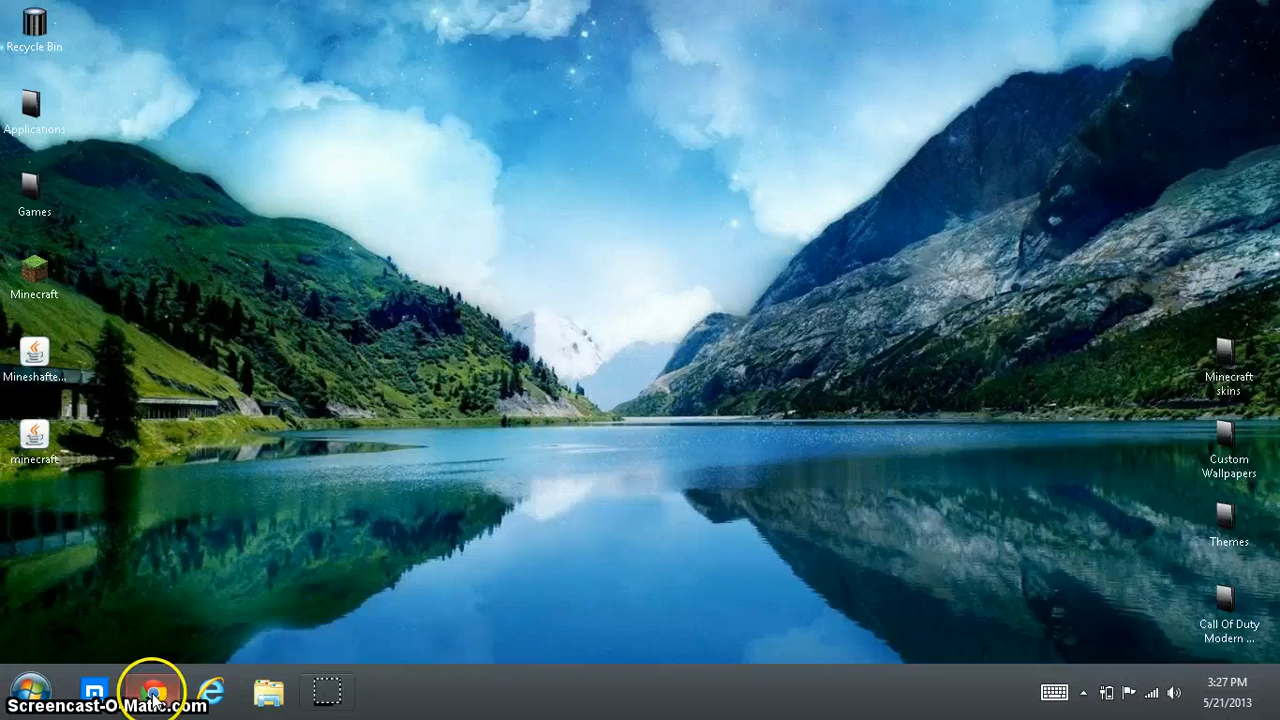 Recycle Bin
Applications
Games
Minecraft
Mineshafte...
minecraft
Minecraft
skins
Custom
Wallpapers
Themes
Call Of Duty
Modern ...
3:27 PM
5/21/2013
Screencast-O-Matic.com